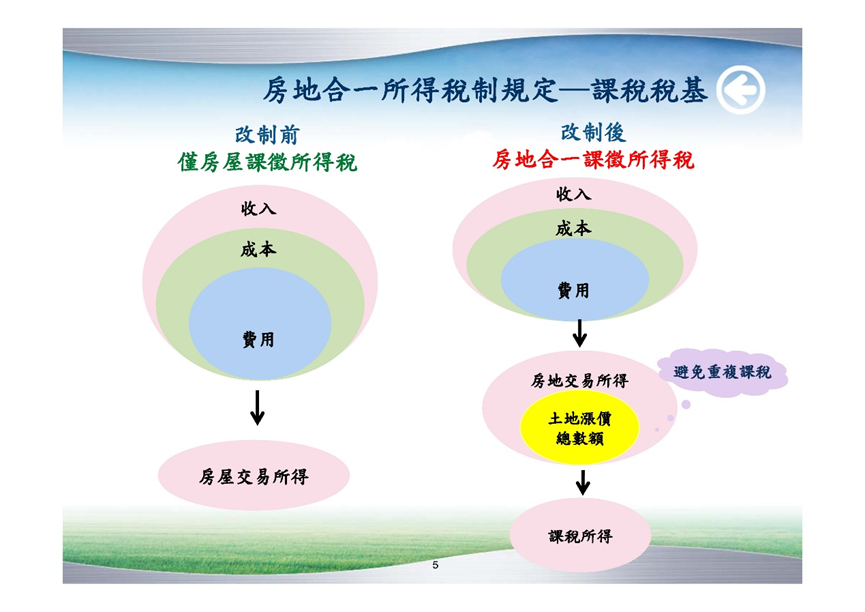 房地合一所得稅制規定—課稅稅基
改制前
僅房屋課徵所得稅
收入
成本
費用
房屋交易所得
改制後
房地合一課徵所得稅
收入
成本
費用
房地交易所得
土地漲價
總數額
避免重複課稅
課稅所得
5